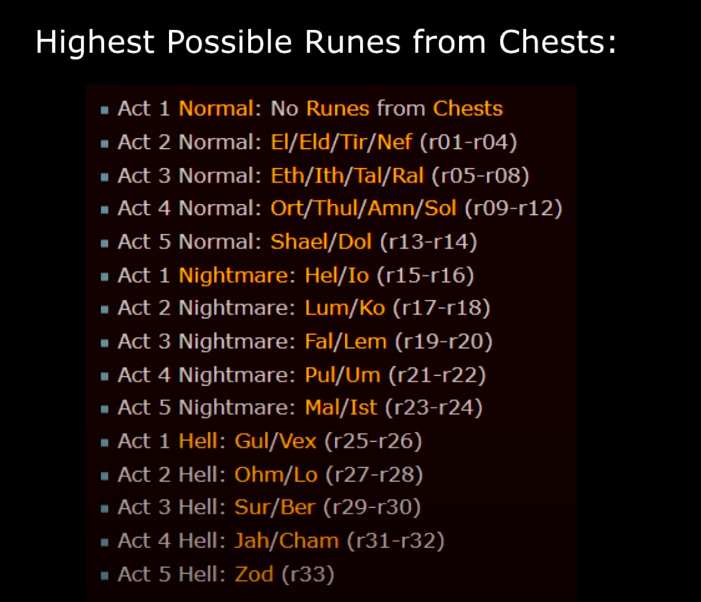 Highest Possible Runes from Chests:
Act 1 Normal: No Runes from Chests
Act 2 Normal: El/Eld/Tir/Nef (r01-r04)
Act 3 Normal: Eth/Ith/Tal/Ral (r05-r08)
Act 4 Normal: Ort/Thul/Amn/Sol (r09-r12)
Act 5 Normal: Shael/Dol (r13-r14)
Act 1 Nightmare: Hel/Io (r15-r16)
Act 2 Nightmare: Lum/Ko (r17-r18)
Act 3 Nightmare: Fal/Lem (r19-r20)
Act 4 Nightmare: Pul/Um (r21-r22)
Act 5 Nightmare: Mal/Ist (r23-r24)
Act 1 Hell: Gul/Vex (r25-r26)
Act 2 Hell: Ohm/Lo (r27-r28)
Act 3 Hell: Sur/Ber (r29-r30)
Act 4 Hell: Jah/Cham (r31-r32)
Act 5 Hell: Zod (r33)